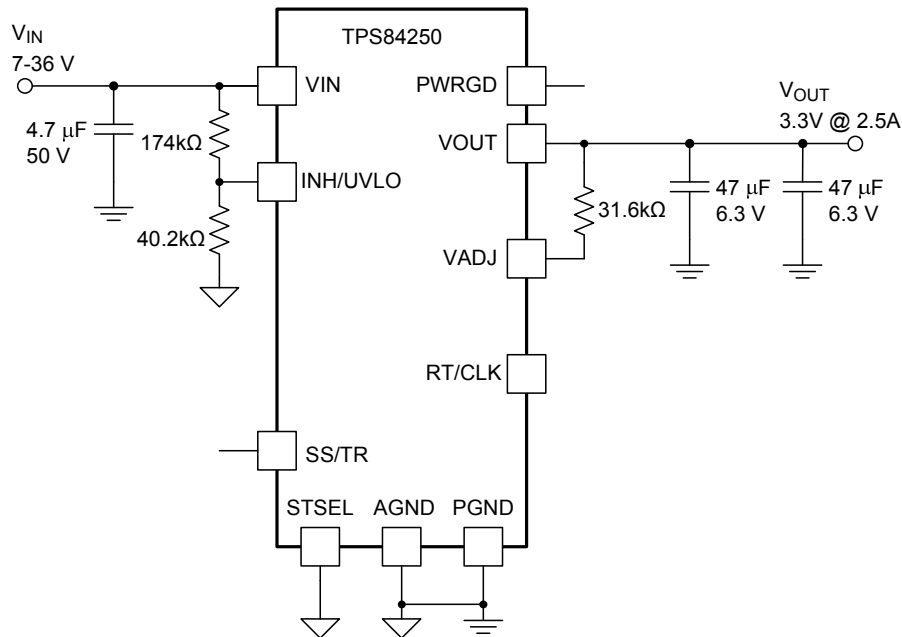 TPS84250
VIN
7-36 V
VIN
PWRGD
VOUT
3.3V @ 2.5A
4.7 μF
50 V
174kΩ
VOUT
INH/UVLO
47 μF
6.3 V
47 μF
6.3 V
31.6kΩ
40.2kΩ
VADJ
RT/CLK
SS/TR
STSEL
AGND
PGND